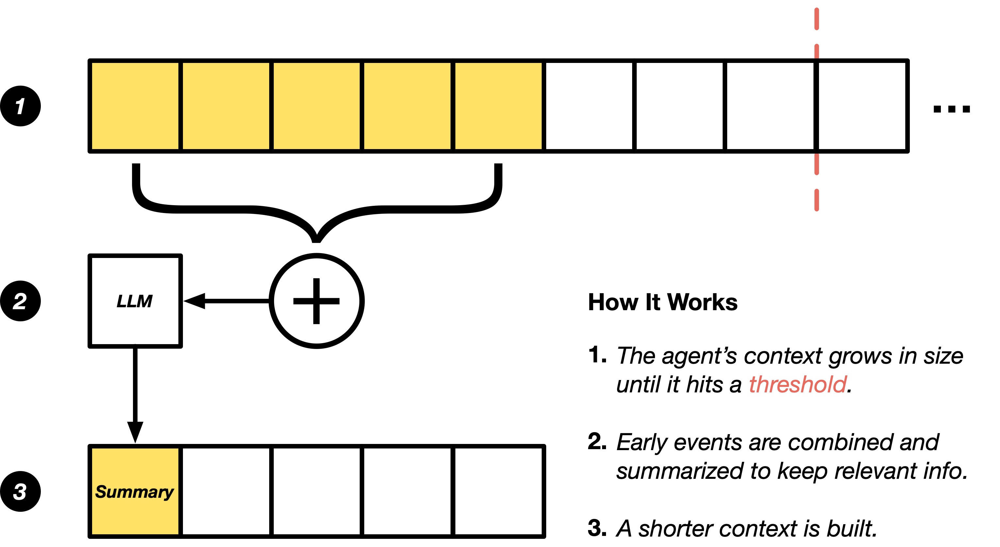 1
...
2
LLM
How It Works
1. The agent’s context grows in size
until it hits a threshold.
2. Early events are combined and
summarized to keep relevant info.
3
Summary
3. A shorter context is built.